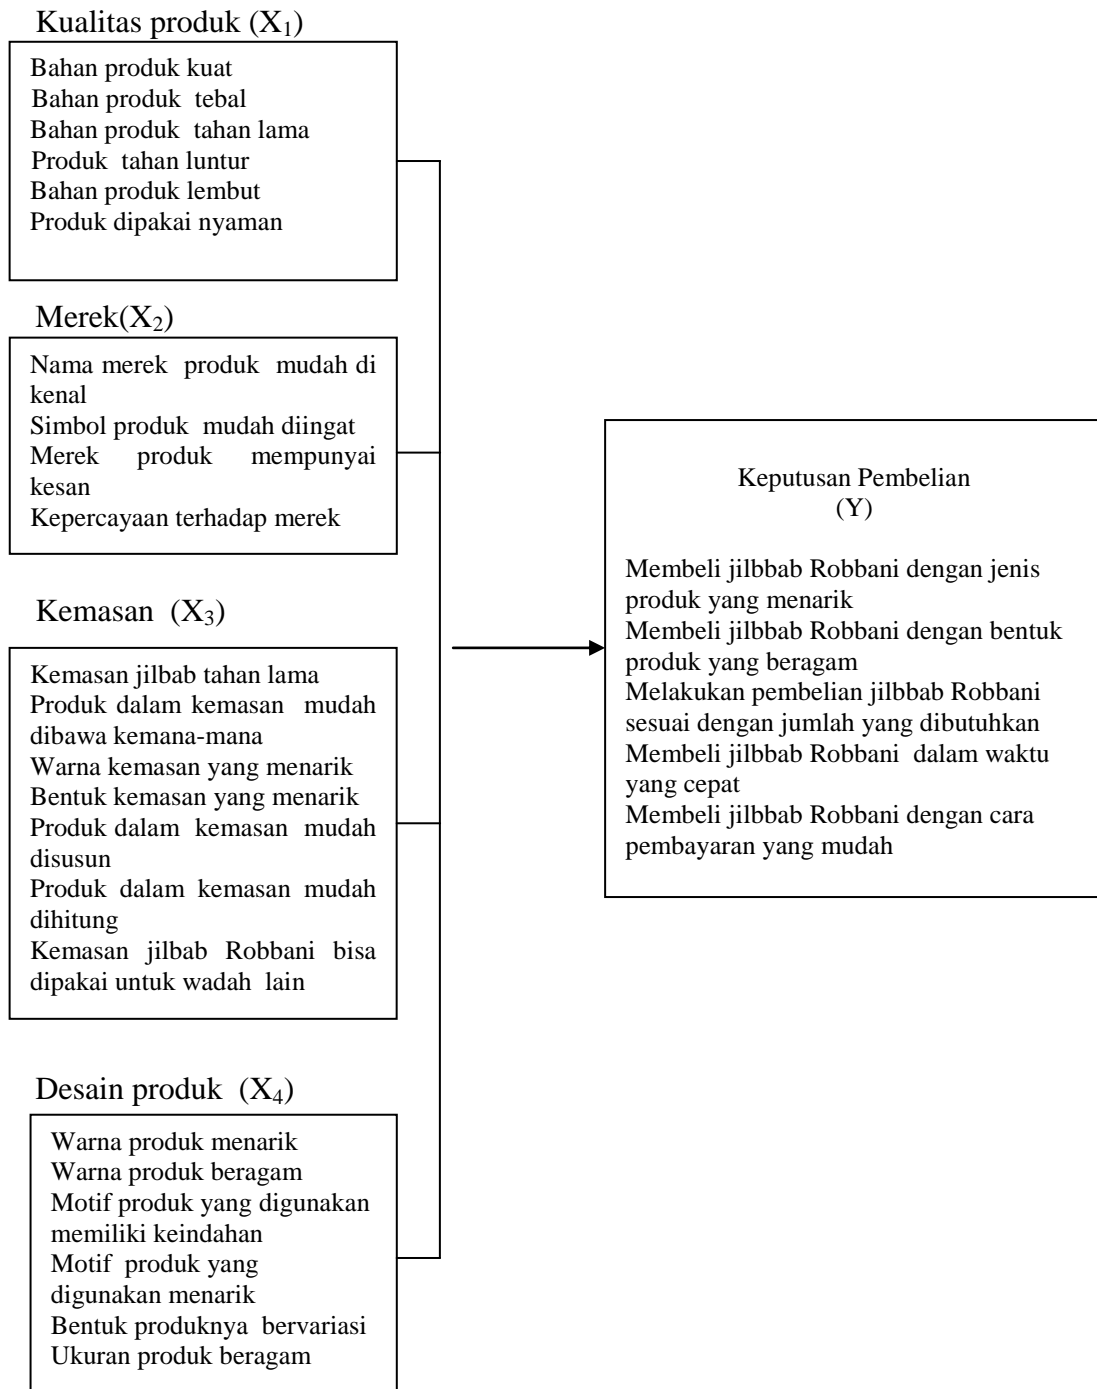 Kualitas produk (X₁)
Bahan produk kuat
Bahan produk tebal
Bahan produk tahan lama
Produk tahan luntur
Bahan produk lembut
Produk dipakai nyaman
Merek(X₂)
Nama merek produk mudah di
kenal
Simbol produk mudah diingat
Merek produk mempunyai
kesan
Kepercayaan terhadap merek
Kemasan (X₃)
Kemasan jilbab tahan lama
Produk dalam kemasan mudah
dibawa kemana-mana
Warna kemasan yang menarik
Bentuk kemasan yang menarik
Produk dalam kemasan mudah
disusun
Produk dalam kemasan mudah
dihitung
Kemasan jilbab Robbani bisa
dipakai untuk wadah lain
Desain produk (X₄)
Warna produk menarik
Warna produk beragam
Motif produk yang digunakan
memiliki keindahan
Motif produk yang
digunakan menarik
Bentuk produknya bervariasi
Ukuran produk beragam
Keputusan Pembelian
(Y)
Membeli jilbbab Robbani dengan jenis
produk yang menarik
Membeli jilbbab Robbani dengan bentuk
produk yang beragam
Melakukan pembelian jilbbab Robbani
sesuai dengan jumlah yang dibutuhkan
Membeli jilbbab Robbani dalam waktu
yang cepat
Membeli jilbbab Robbani dengan cara
pembayaran yang mudah